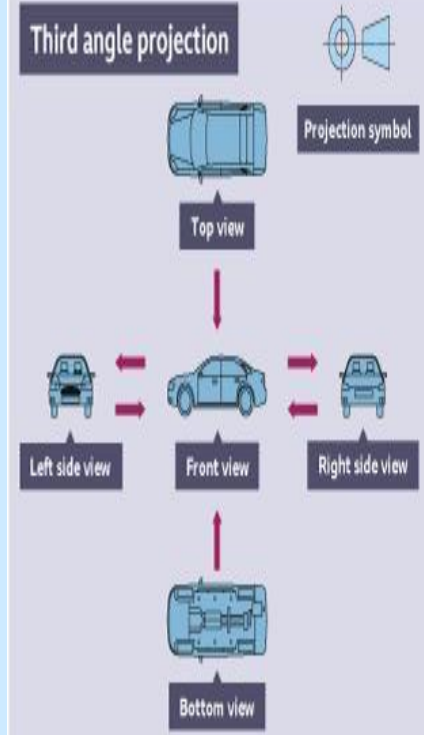 Third angle projection
Projection symbol
Top view
Left side view
Front view
Right side view
Bottom view